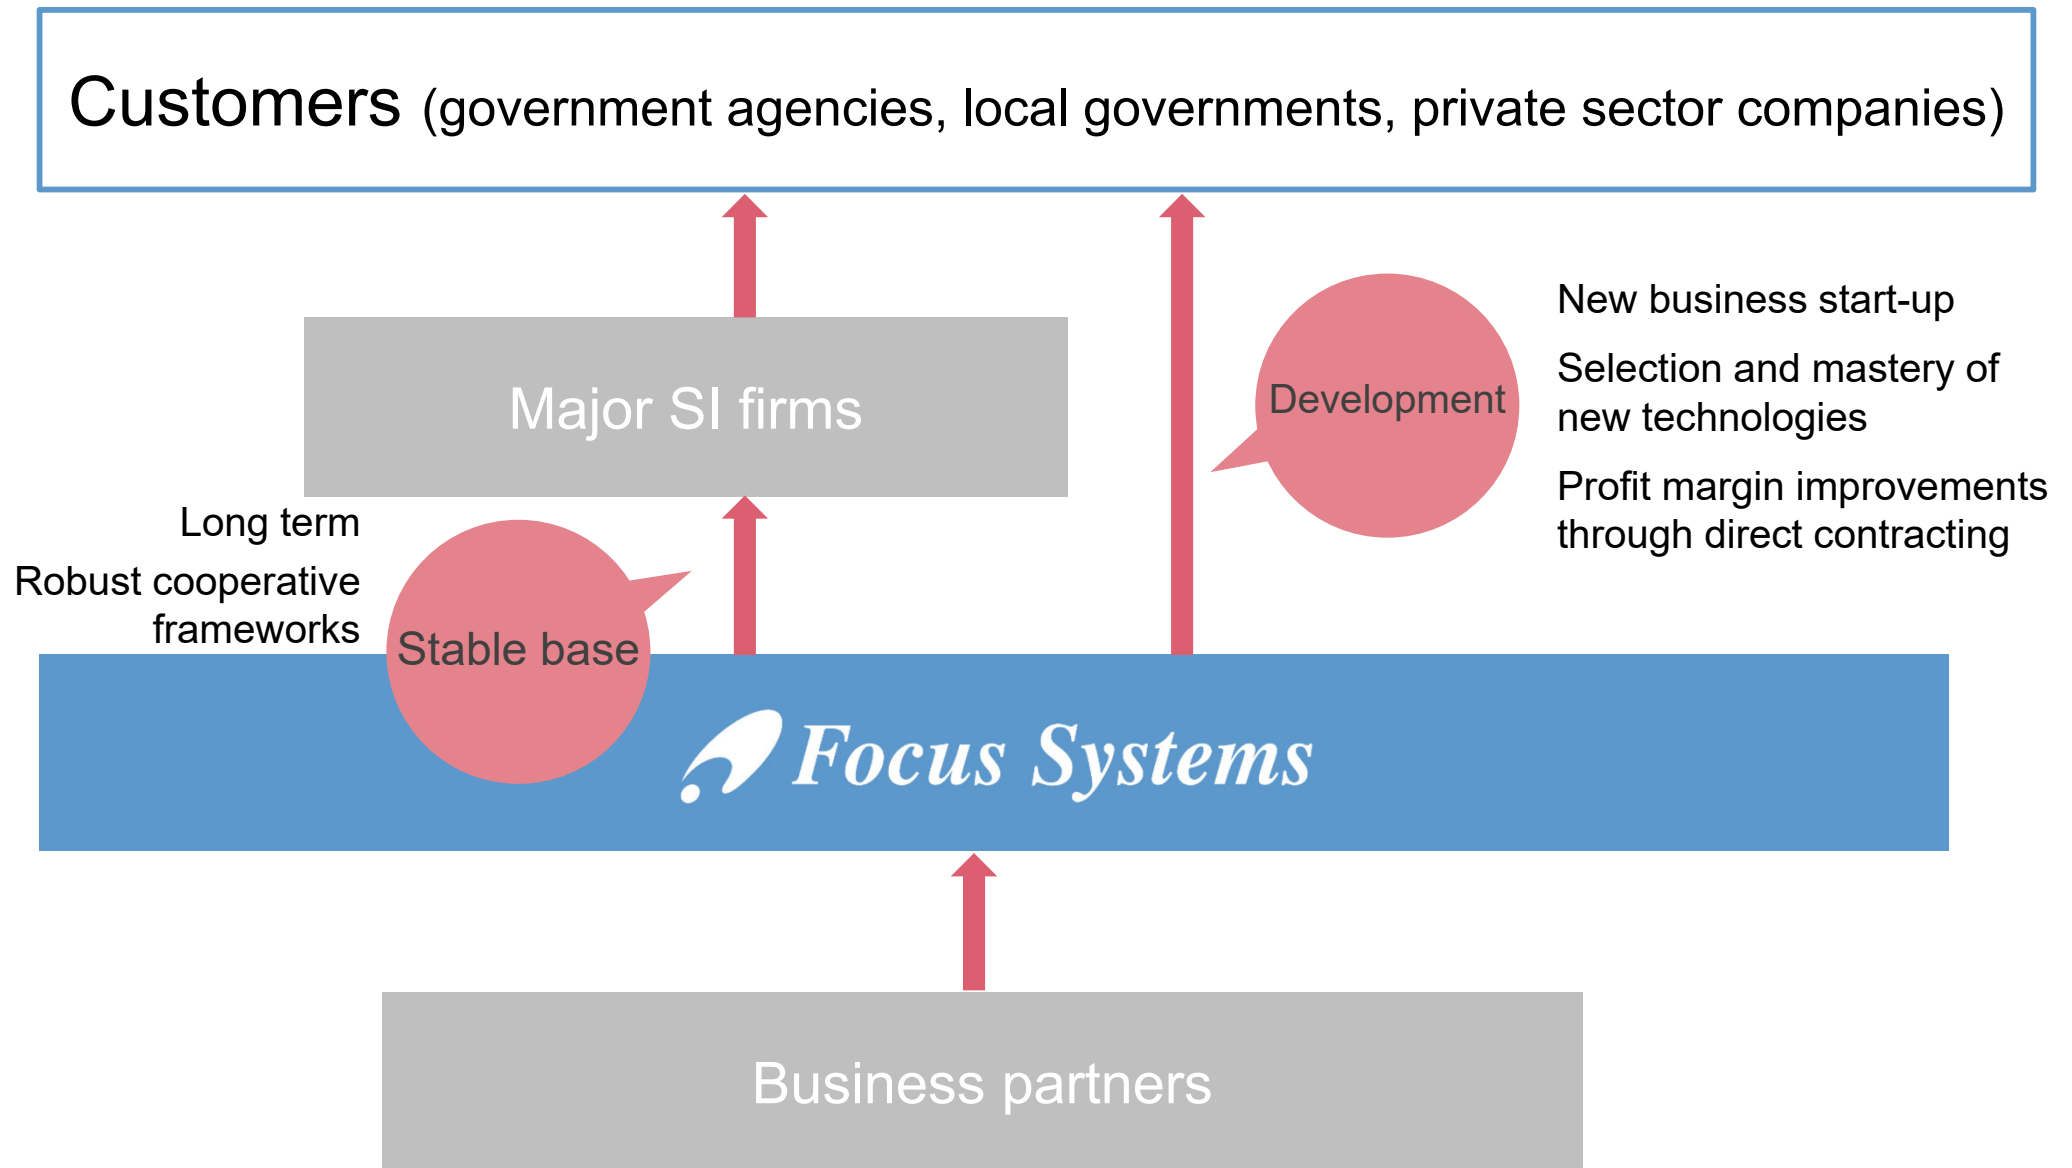 Customers (government agencies, local governments, private sector companies)
New business start-up
Selection and mastery of
new technologies
Profit margin improvements
through direct contracting
Development
Major SI firms
Long term
Robust cooperative
frameworks
Stable base
Focus Systems
Business partners